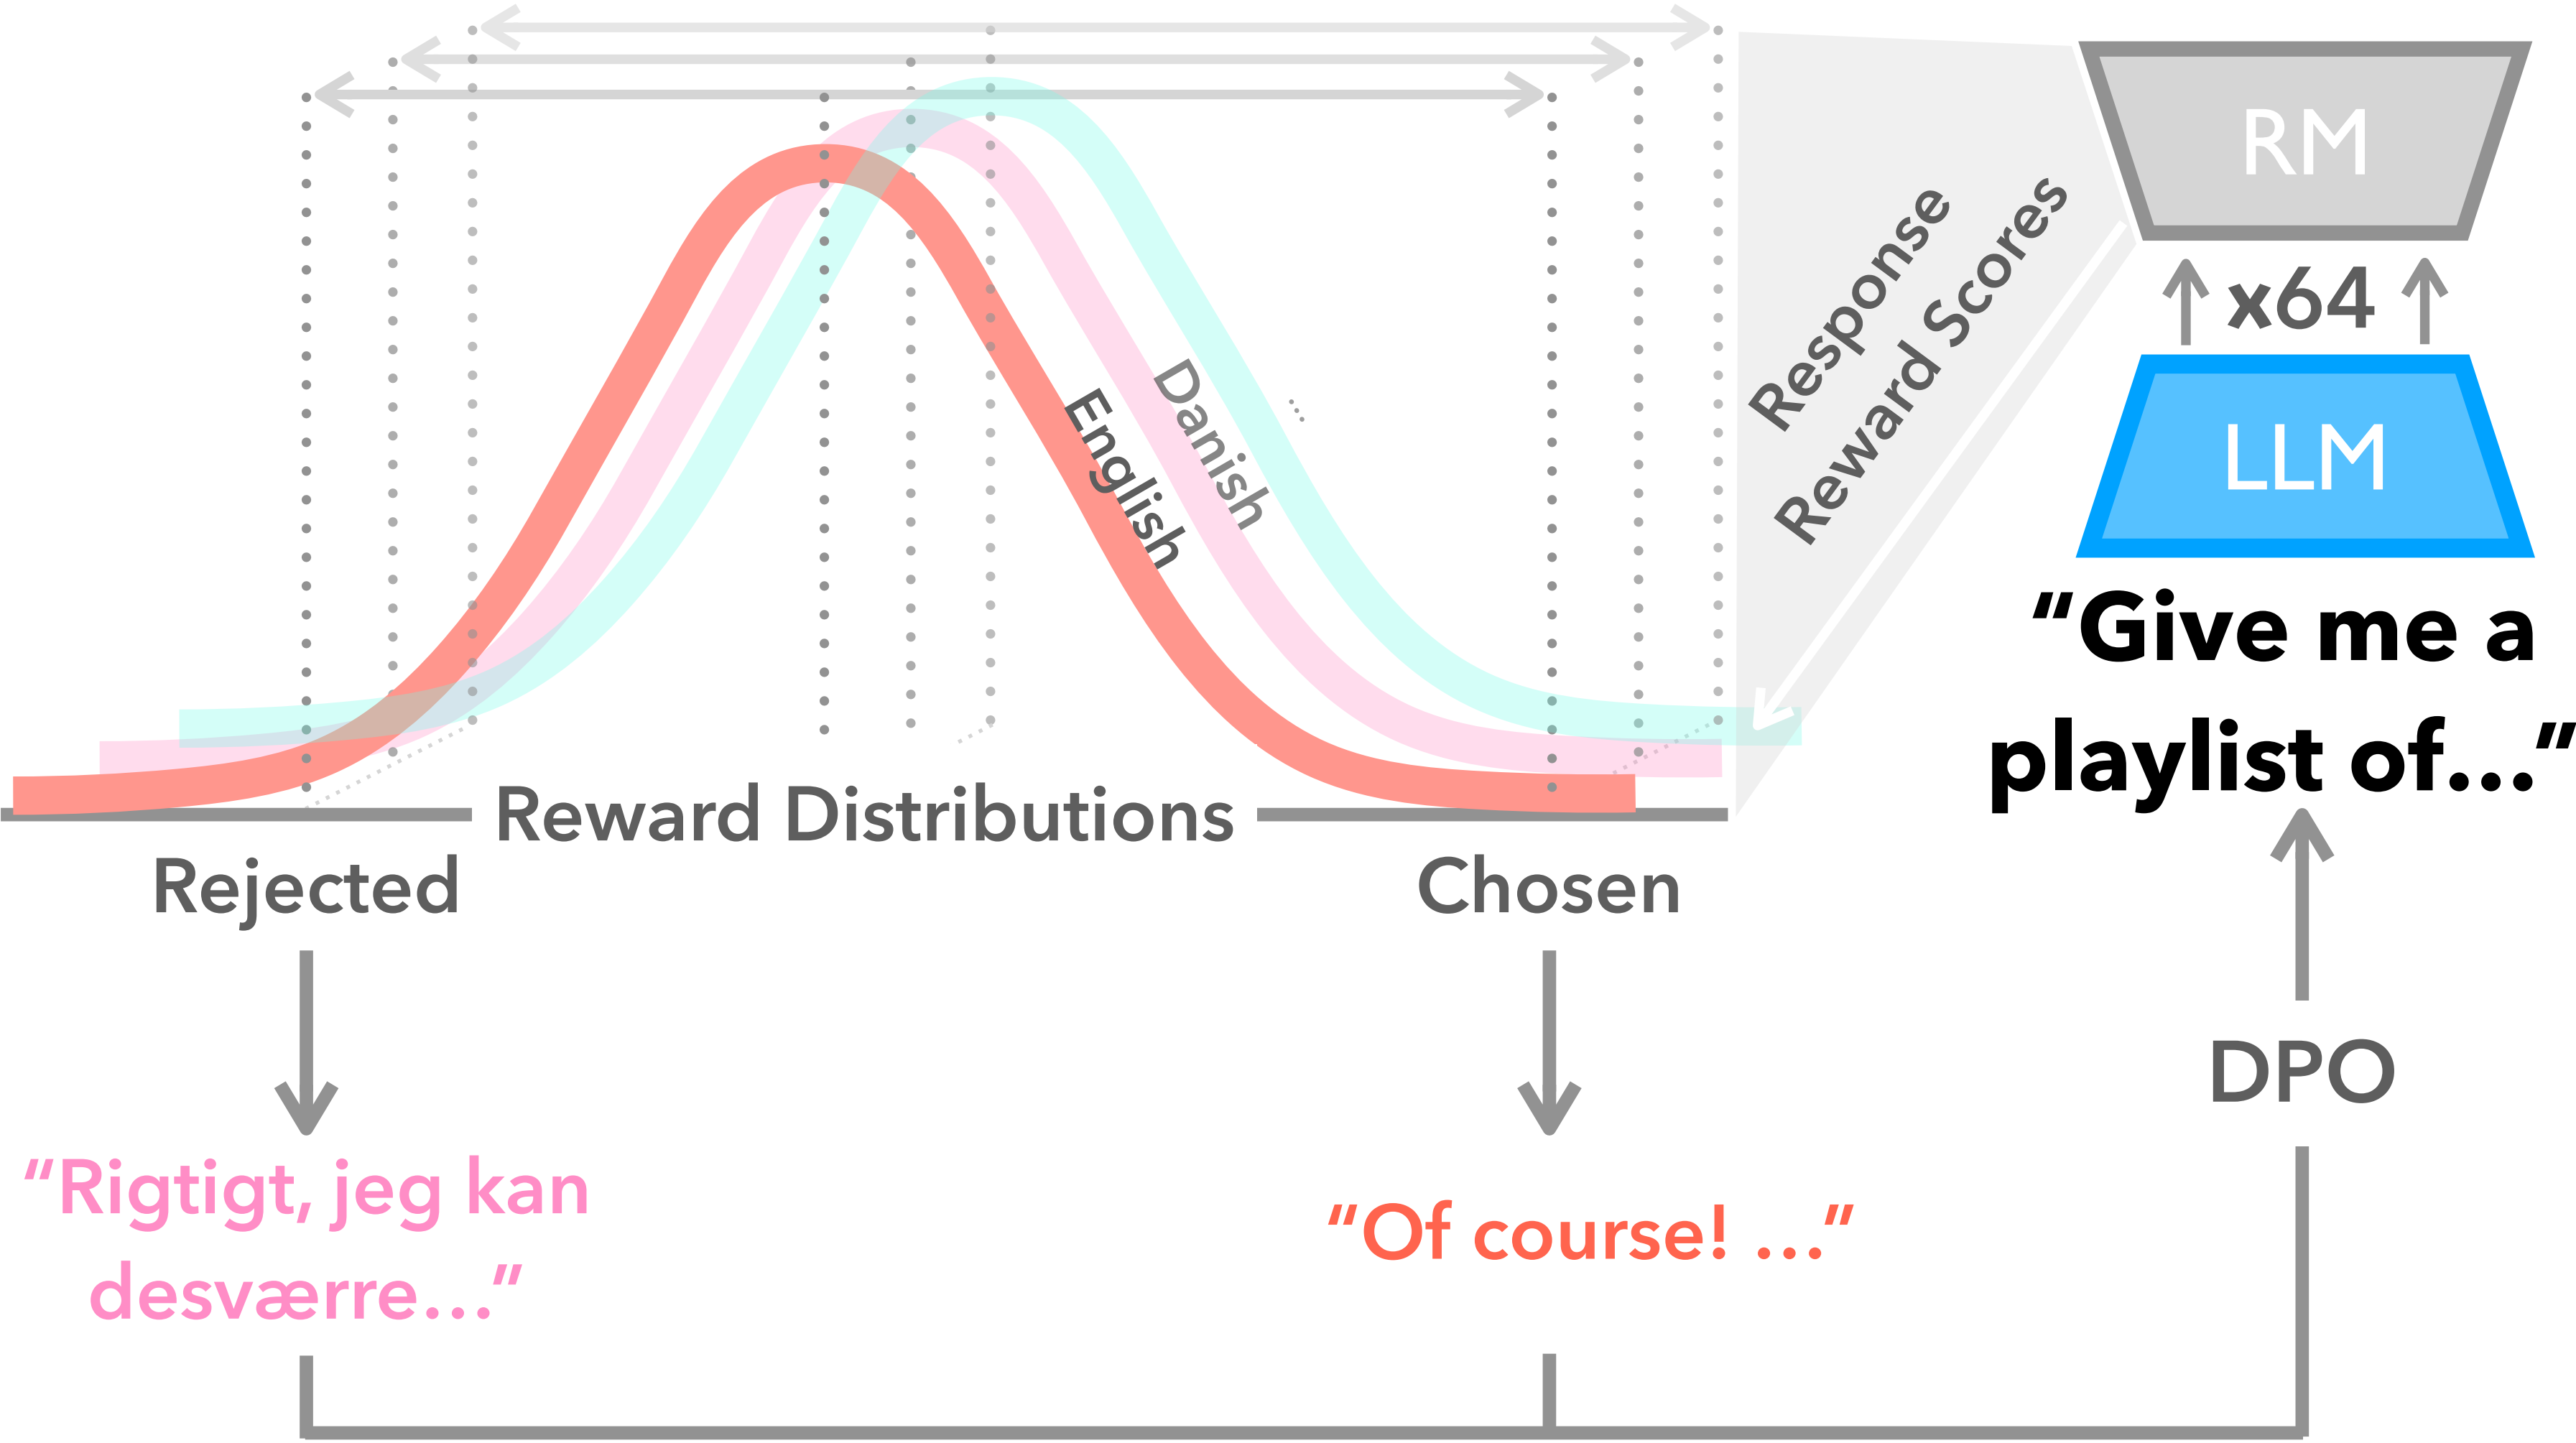 RM
x64
LLM
“Give me a
playlist of...”
Response
Reward Scores
English
Danish
...
Reward Distributions
Rejected
Chosen
“Rigtigt, jeg kan
desværre...”
“Of course! ...”
DPO